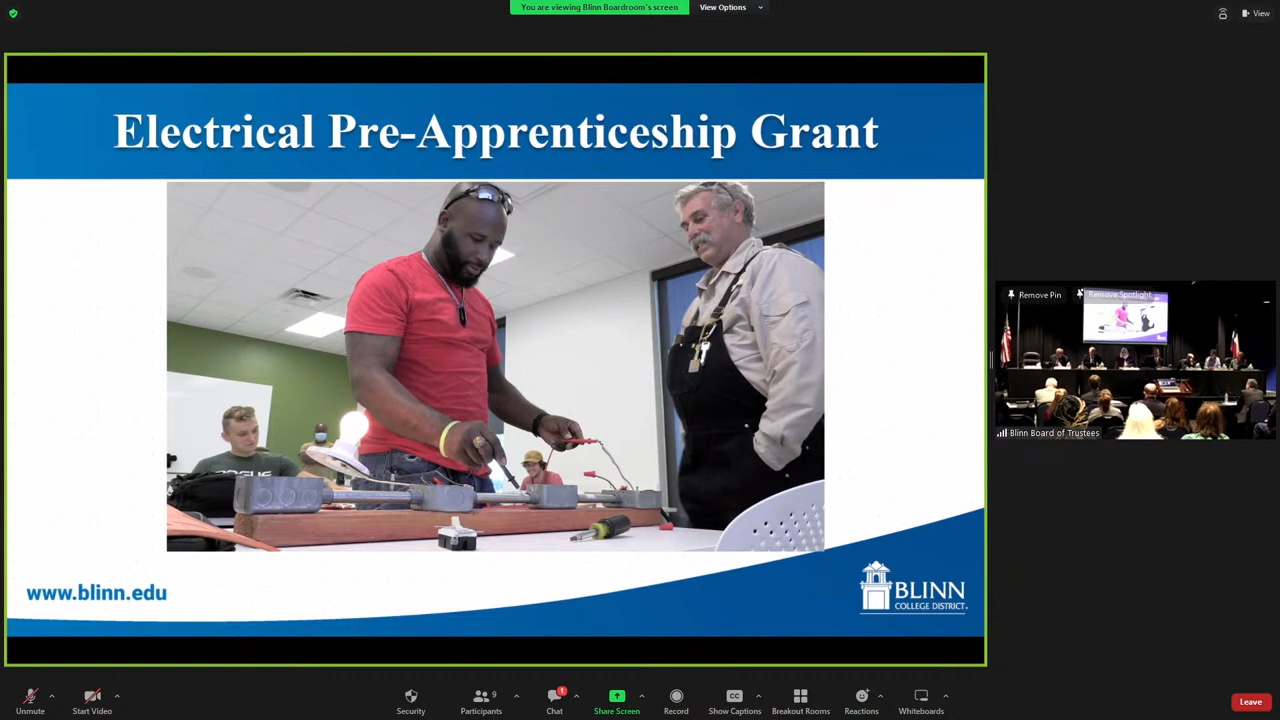 You are viewing Blinn Boardroom's screen
View Options
View
Electrical Pre-Apprenticeship Grant
ROGUE
www.blinn.edu
BLINN
COLLEGE DISTRICT
Remove Pin
Remove Spotlight
Blinn Board of Trustees
Unmute
Start Video
Security
Participants
9
Chat
1
Share Screen
Record
CC
Show Captions
Breakout Rooms
Reactions
Whiteboards
Leave